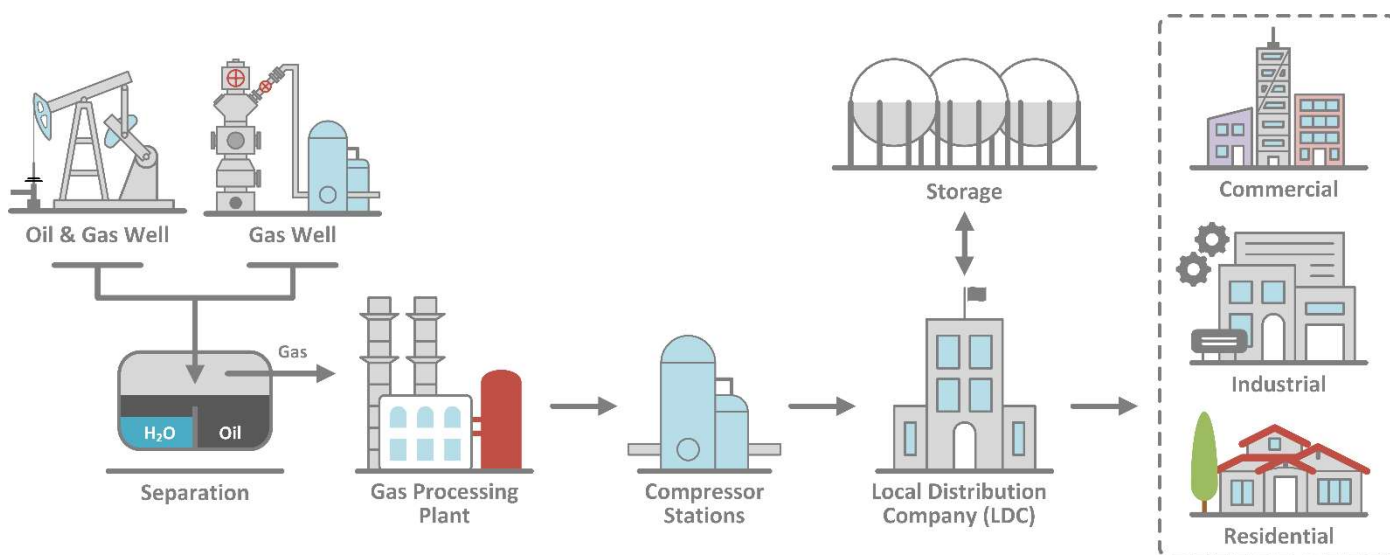 Oil & Gas Well
Gas Well
Storage
Commercial
Gas
H₂O
Oil
Industrial
Separation
Gas Processing
Plant
Compressor
Stations
Local Distribution
Company (LDC)
Residential